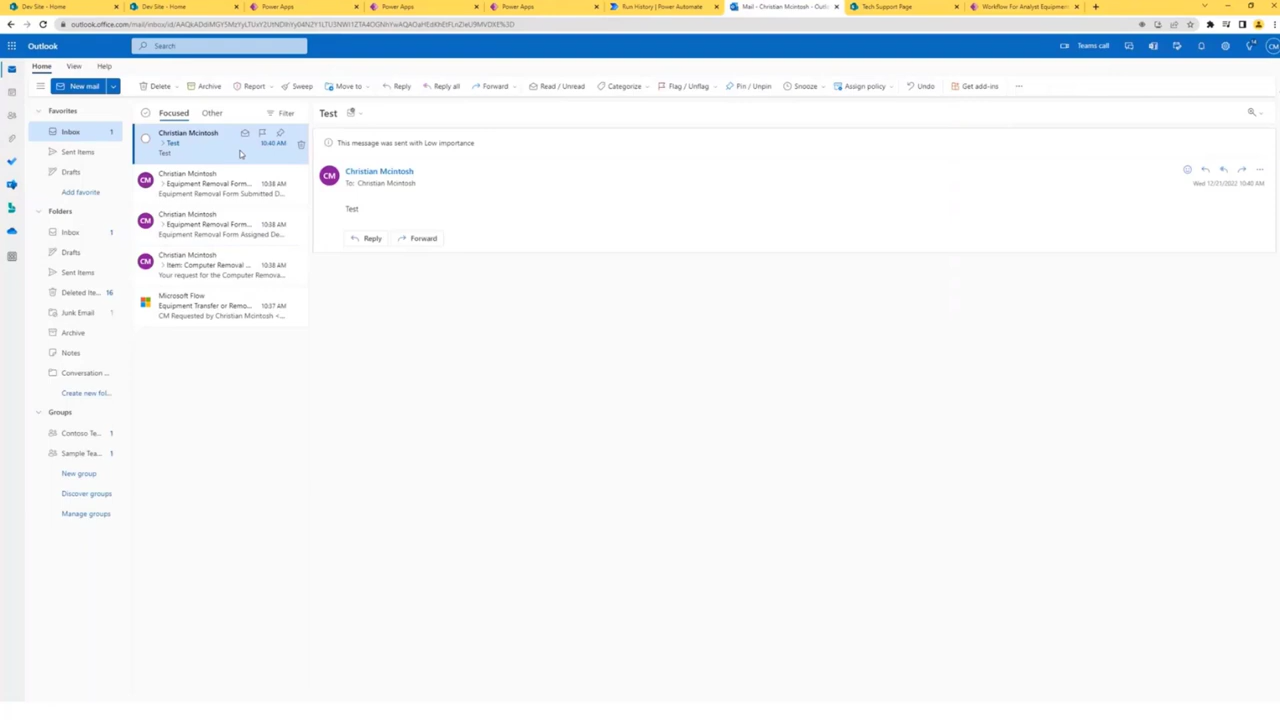 Dev Site - Home
Dev Site - Home
Power Apps
Power Apps
Power Apps
Run History | Power Automate
Mail - Christian Mcintosh - Outlo
Tech Support Page
Workflow For Analyst Equipment
Outlook
Search
Teams call
CM
Home
View
Help
New mail
Delete
Archive
Report
Sweep
Move to
Reply
Reply all
Forward
Read / Unread
Categorize
Flag / Unflag
Pin / Unpin
Snooze
Assign policy
Undo
Get add-ins
Favorites
Inbox 1
Sent Items
Drafts
Add favorite
Folders
Inbox 1
Drafts
Sent Items
Deleted Ite... 16
Junk Email 1
Archive
Notes
Conversation ...
Create new fol...
Groups
Contoso Te... 1
Sample Tea... 1
New group
Discover groups
Manage groups
Focused
Other
Filter
Christian Mcintosh
Test 10:40 AM
Test
CM
Christian Mcintosh
Equipment Removal Form... 10:38 AM
Equipment Removal Form Submitted D...
CM
Christian Mcintosh
Equipment Removal Form... 10:38 AM
Equipment Removal Form Assigned De...
CM
Christian Mcintosh
Item: Computer Removal ... 10:38 AM
Your request for the Computer Remova...
Microsoft Flow
Equipment Transfer or Remo... 10:37 AM
CM Requested by Christian Mcintosh <...
Test
This message was sent with Low importance
CM
Christian Mcintosh
To: Christian Mcintosh
Wed 12/21/2022 10:40 AM
Test
Reply
Forward